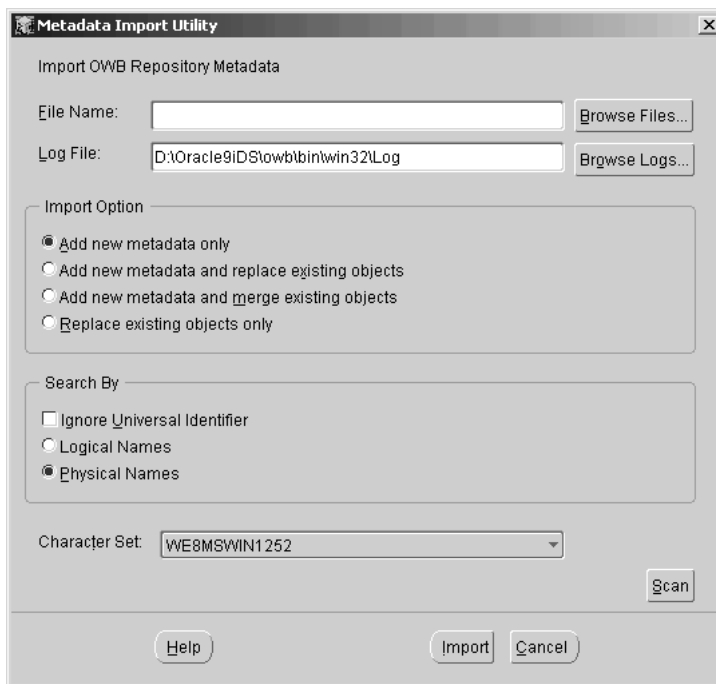 Metadata Import Utility
Import OWB Repository Metadata
File Name:
Browse Files...
Log File: D:\Oracle9iDS\owb\bin\win32\Log
Browse Logs...
Import Option
Add new metadata only
Add new metadata and replace existing objects
Add new metadata and merge existing objects
Replace existing objects only
Search By
Ignore Universal Identifier
Logical Names
Physical Names
Character Set: WE8MSWIN1252
Scan
Help Import Cancel